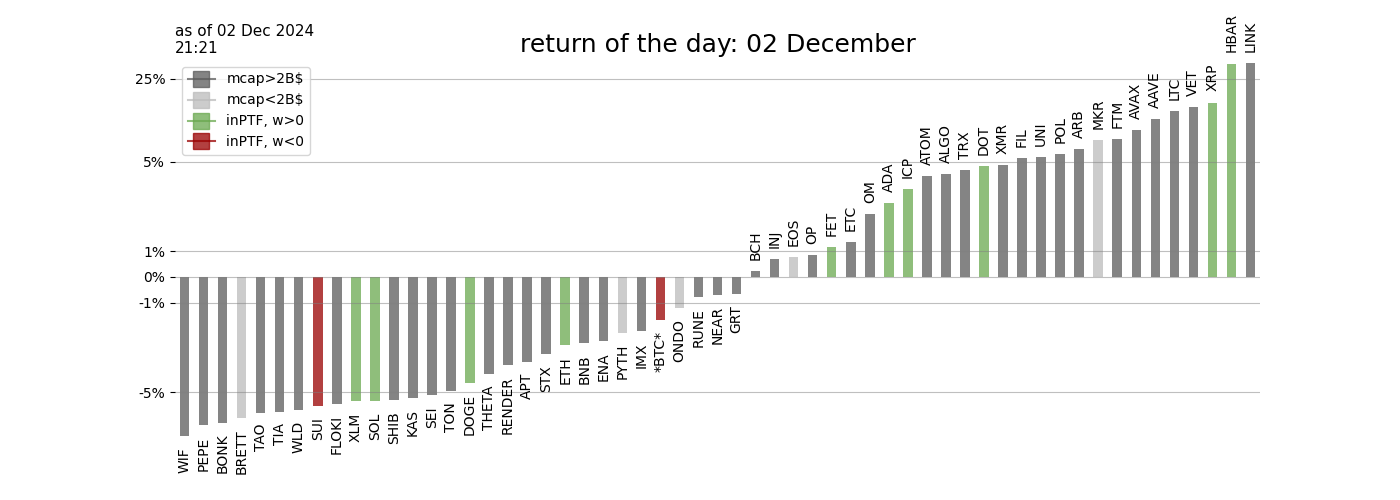 as of 02 Dec 2024
21:21
return of the day: 02 December
mcap>2B$
mcap<2B$
inPTF, w>0
inPTF, w<0
25%
5%
1%
0%
-1%
-5%
WIF
PEPE
BONK
BRETT
TAO
TIA
WLD
SUI
FLOKI
XLM
SOL
SHIB
KAS
SEI
TON
DOGE
THETA
RENDER
APT
STX
ETH
BNB
ENA
PYTH
IMX
*BTC*
ONDO
RUNE
NEAR
GRT
BCH
INJ
EOS
OP
FET
ETC
OM
ADA
ICP
ATOM
ALGO
TRX
DOT
XMR
FIL
UNI
POL
ARB
MKR
FTM
AVAX
AAVE
LTC
VET
XRP
HBAR
LINK